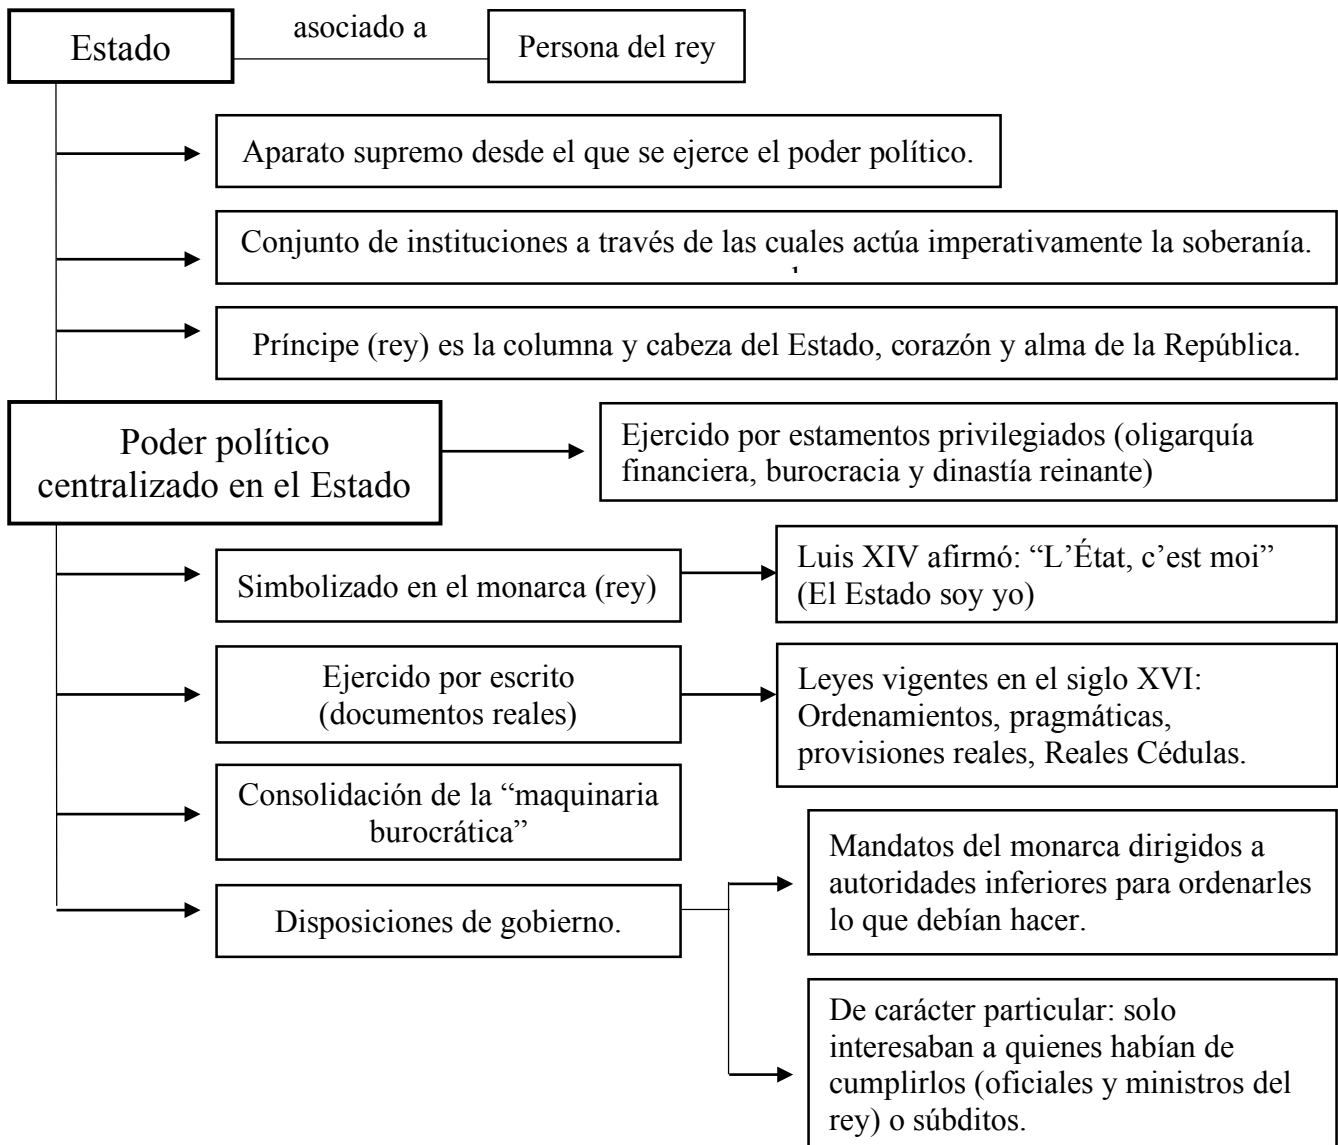 Estado
asociado a
Persona del rey
Aparato supremo desde el que se ejerce el poder político.
Conjunto de instituciones a través de las cuales actúa imperativamente la soberanía.
Príncipe (rey) es la columna y cabeza del Estado, corazón y alma de la República.
Poder político
centralizado en el Estado
Ejercido por estamentos privilegiados (oligarquía
financiera, burocracia y dinastía reinante)
Simbolizado en el monarca (rey)
Luis XIV afirmó: “L’État, c’est moi”
(El Estado soy yo)
Ejercido por escrito
(documentos reales)
Leyes vigentes en el siglo XVI:
Ordenamientos, pragmáticas,
provisiones reales, Reales Cédulas.
Consolidación de la “maquinaria
burocrática”
Disposiciones de gobierno.
Mandatos del monarca dirigidos a
autoridades inferiores para ordenarles
lo que debían hacer.
De carácter particular: solo
interesaban a quienes habían de
cumplirlos (oficiales y ministros del
rey) o súbditos.